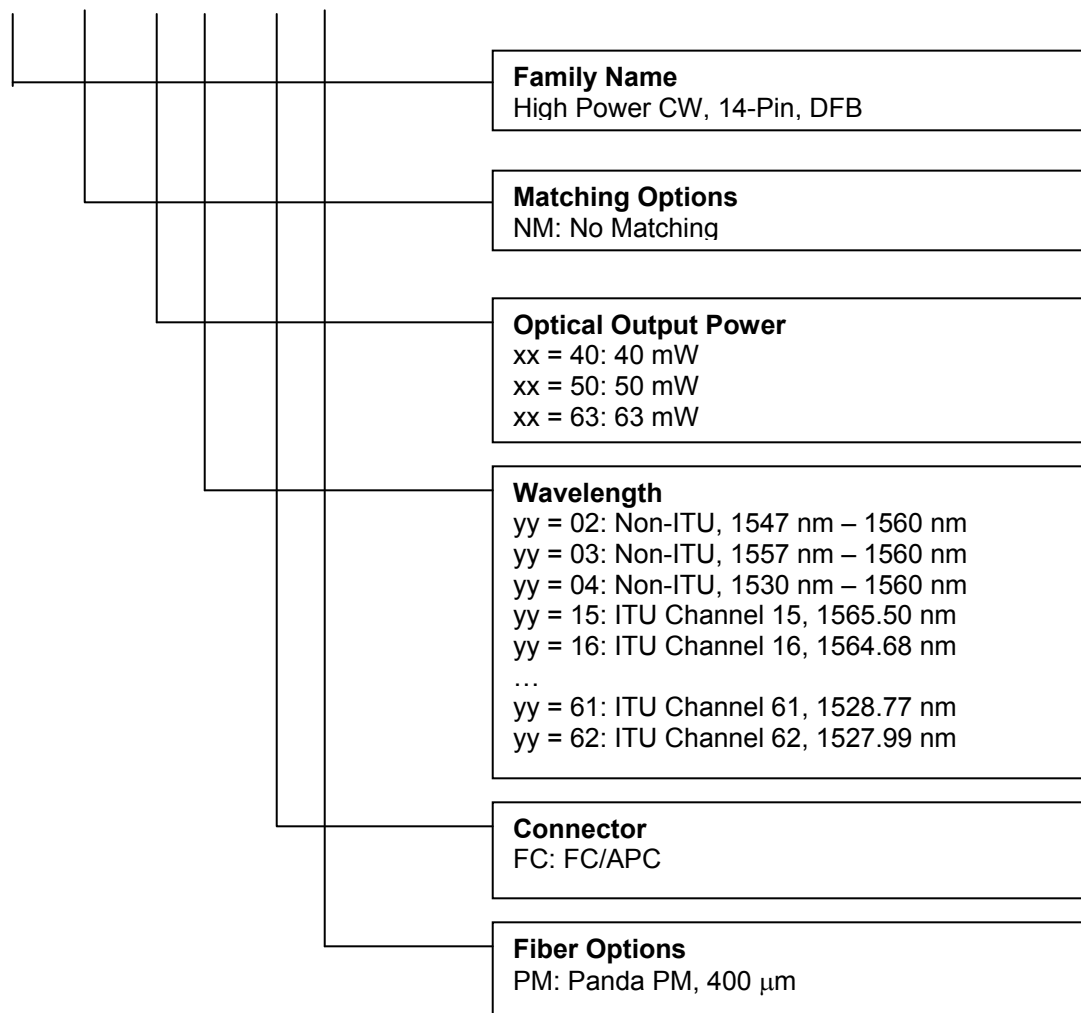 Family Name
High Power CW, 14-Pin, DFB
Matching Options
NM: No Matching
Optical Output Power
xx = 40: 40 mW
xx = 50: 50 mW
xx = 63: 63 mW
Wavelength
yy = 02: Non-ITU, 1547 nm – 1560 nm
yy = 03: Non-ITU, 1557 nm – 1560 nm
yy = 04: Non-ITU, 1530 nm – 1560 nm
yy = 15: ITU Channel 15, 1565.50 nm
yy = 16: ITU Channel 16, 1564.68 nm
…
yy = 61: ITU Channel 61, 1528.77 nm
yy = 62: ITU Channel 62, 1527.99 nm
Connector
FC: FC/APC
Fiber Options
PM: Panda PM, 400 μm